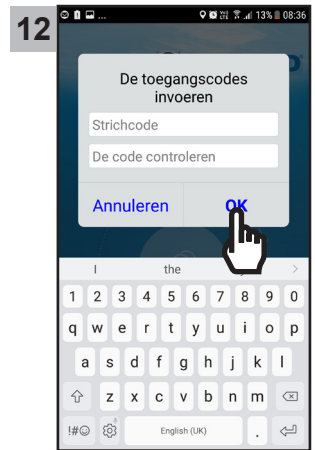 12
... 13% 08:36
De toegangscodes
invoeren
Strichcode
De code controleren
Annuleren OK
I the
1 2 3 4 5 6 7 8 9 0
q w e r t y u i o p
a s d f g h j k l
z x c v b n m
!#☺ English (UK) .